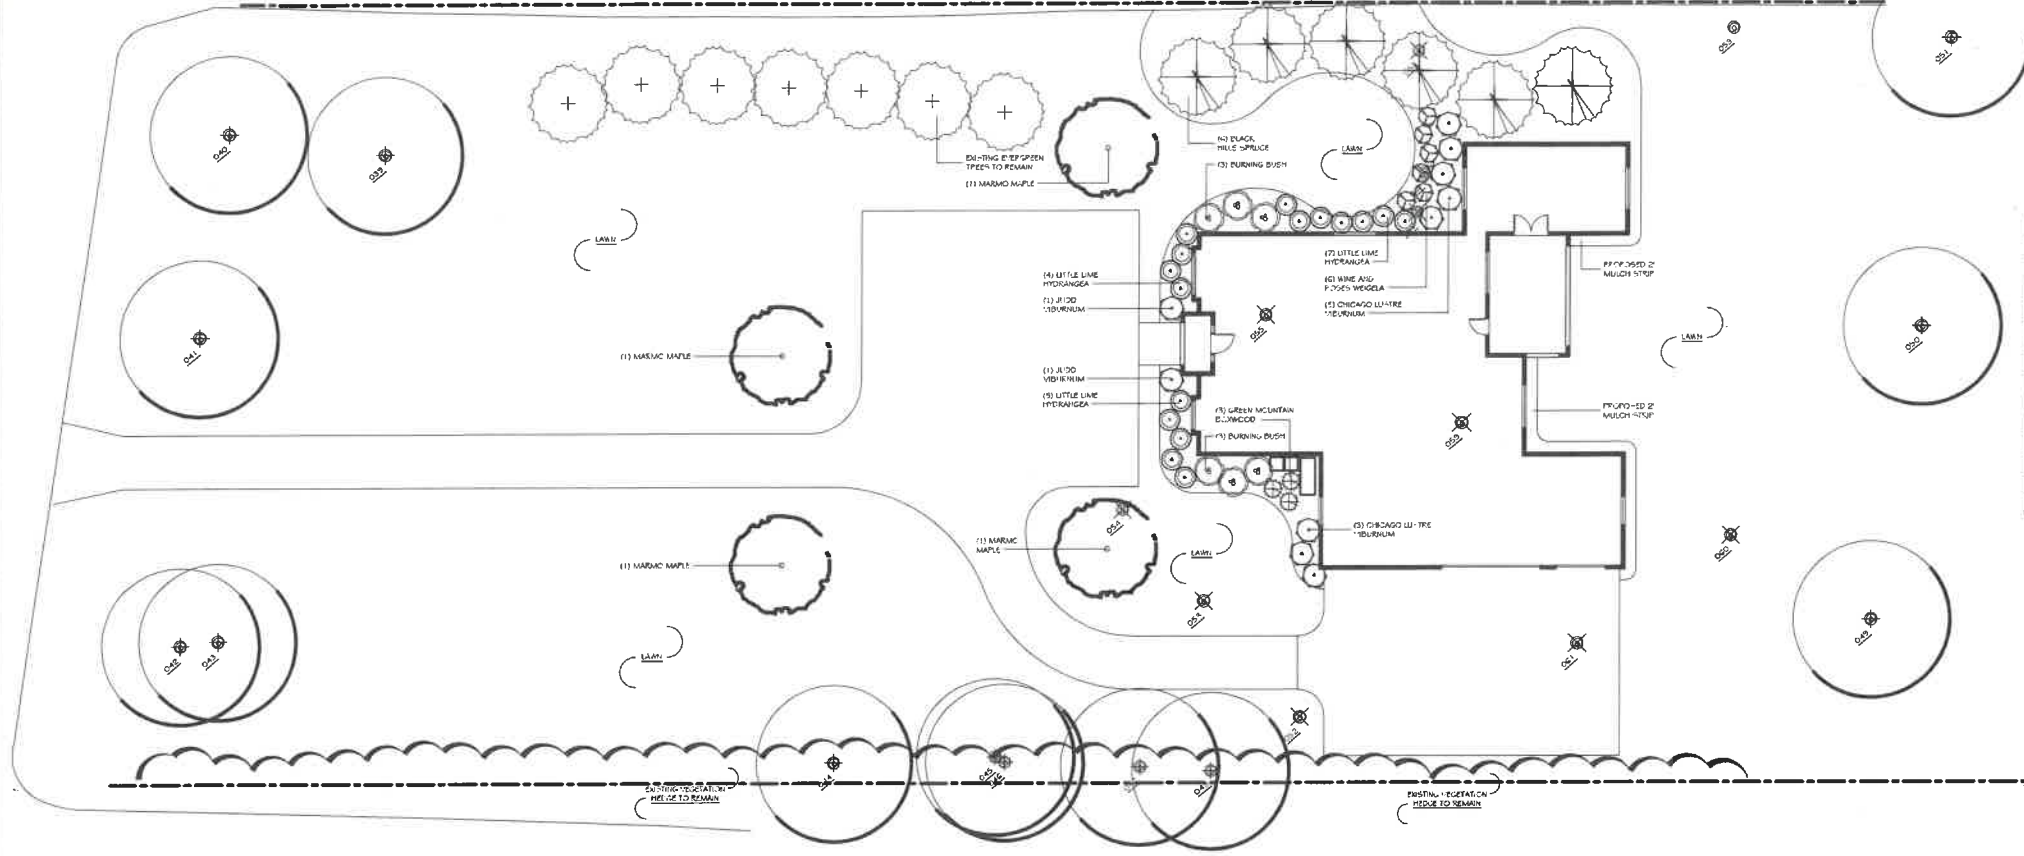 040
039
041
042
043
044
053
051
050
049
060
061
055
059
054
EXISTING EVERGREEN
TREES TO REMAIN
(1) MARMO MAPLE
(6) BLACK
HILLS SPRUCE
(3) BURNING BUSH
LAWN
LAWN
(4) LITTLE LIME
HYDRANGEA
(1) JUDD
VIBURNUM
(7) LITTLE LIME
HYDRANGEA
(6) WINE AND
ROSES WEIGELA
(5) CHICAGO LUSTRE
VIBURNUM
PROPOSED 2'
MULCH STRIP
LAWN
(1) MARMO MAPLE
(1) JUDD
VIBURNUM
(5) LITTLE LIME
HYDRANGEA
(3) GREEN MOUNTAIN
BOXWOOD
(3) BURNING BUSH
PROPOSED 2'
MULCH STRIP
(3) CHICAGO LUSTRE
VIBURNUM
(1) MARMO
MAPLE
LAWN
(1) MARMO MAPLE
LAWN
EXISTING VEGETATION
HEDGE TO REMAIN
EXISTING VEGETATION
HEDGE TO REMAIN